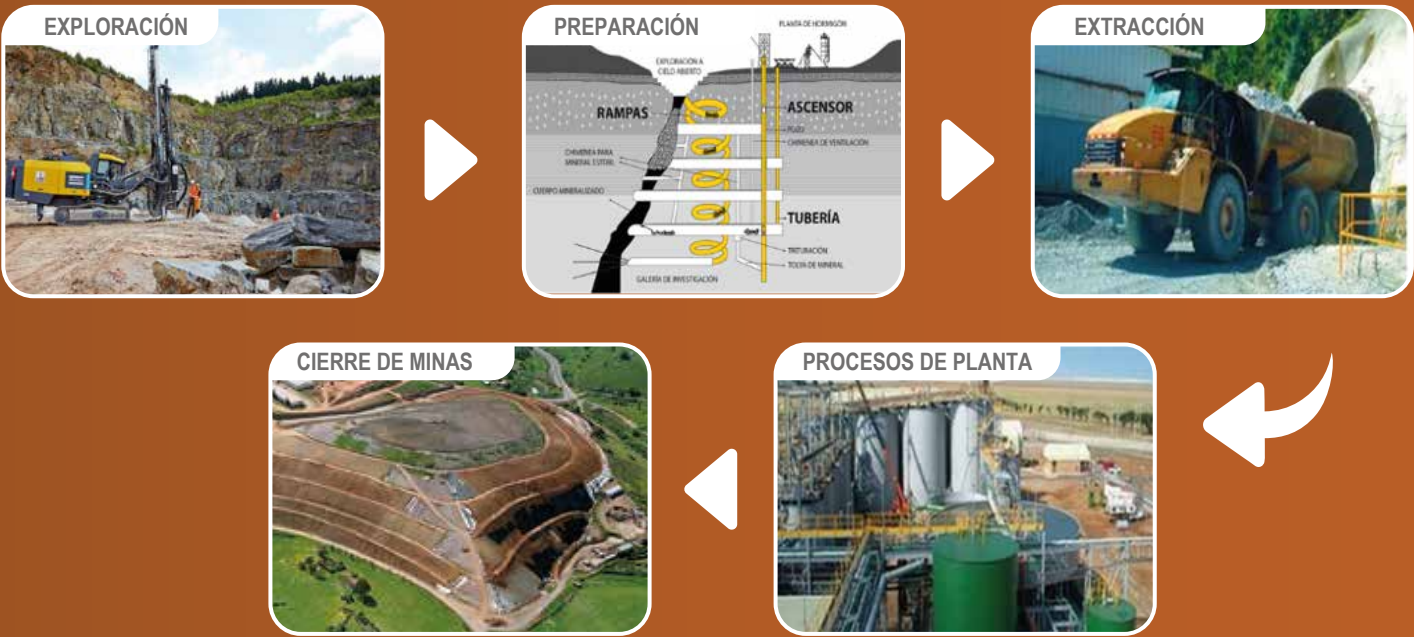 EXPLORACIÓN
PREPARACIÓN
PLANTA DE HORMIGÓN
EXPLORACIÓN A
CIELO ABIERTO
RAMPAS
ASCENSOR
POZO
CHIMENEA DE VENTILACIÓN
CHIMENEA PARA
MINERAL ESTÉRIL
CUERPO MINERALIZADO
TUBERÍA
TRITURACIÓN
TOLVA DE MINERAL
GALERÍA DE INVESTIGACIÓN
EXTRACCIÓN
CIERRE DE MINAS
PROCESOS DE PLANTA